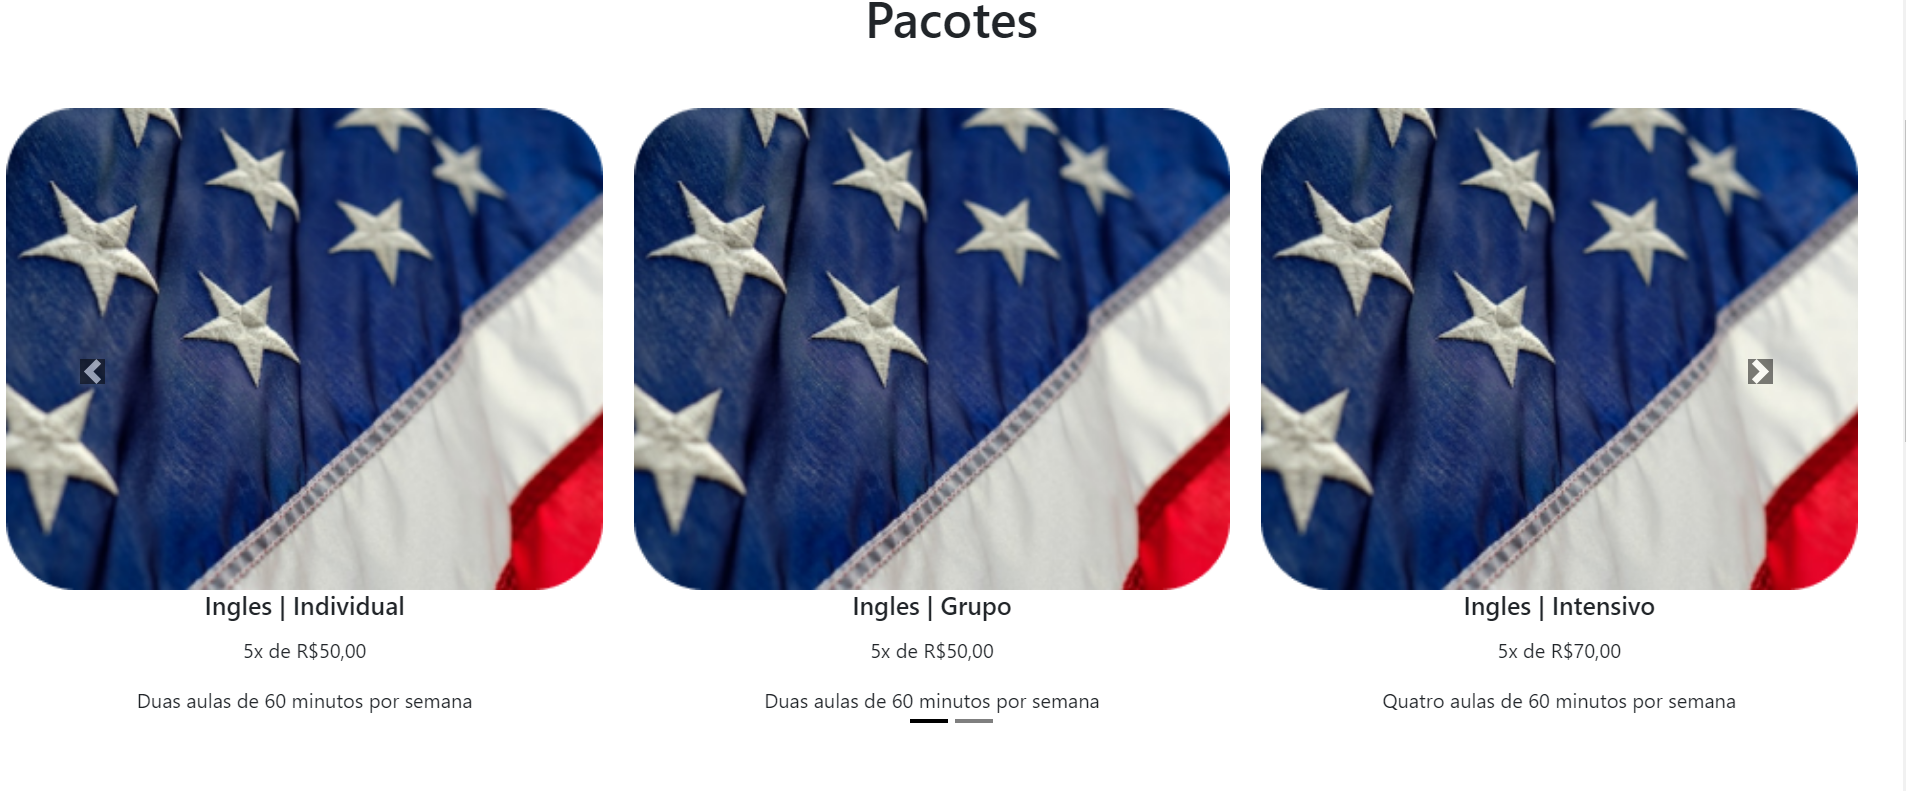 Pacotes
Ingles | Individual
5x de R$50,00
Duas aulas de 60 minutos por semana
Ingles | Grupo
5x de R$50,00
Duas aulas de 60 minutos por semana
Ingles | Intensivo
5x de R$70,00
Quatro aulas de 60 minutos por semana